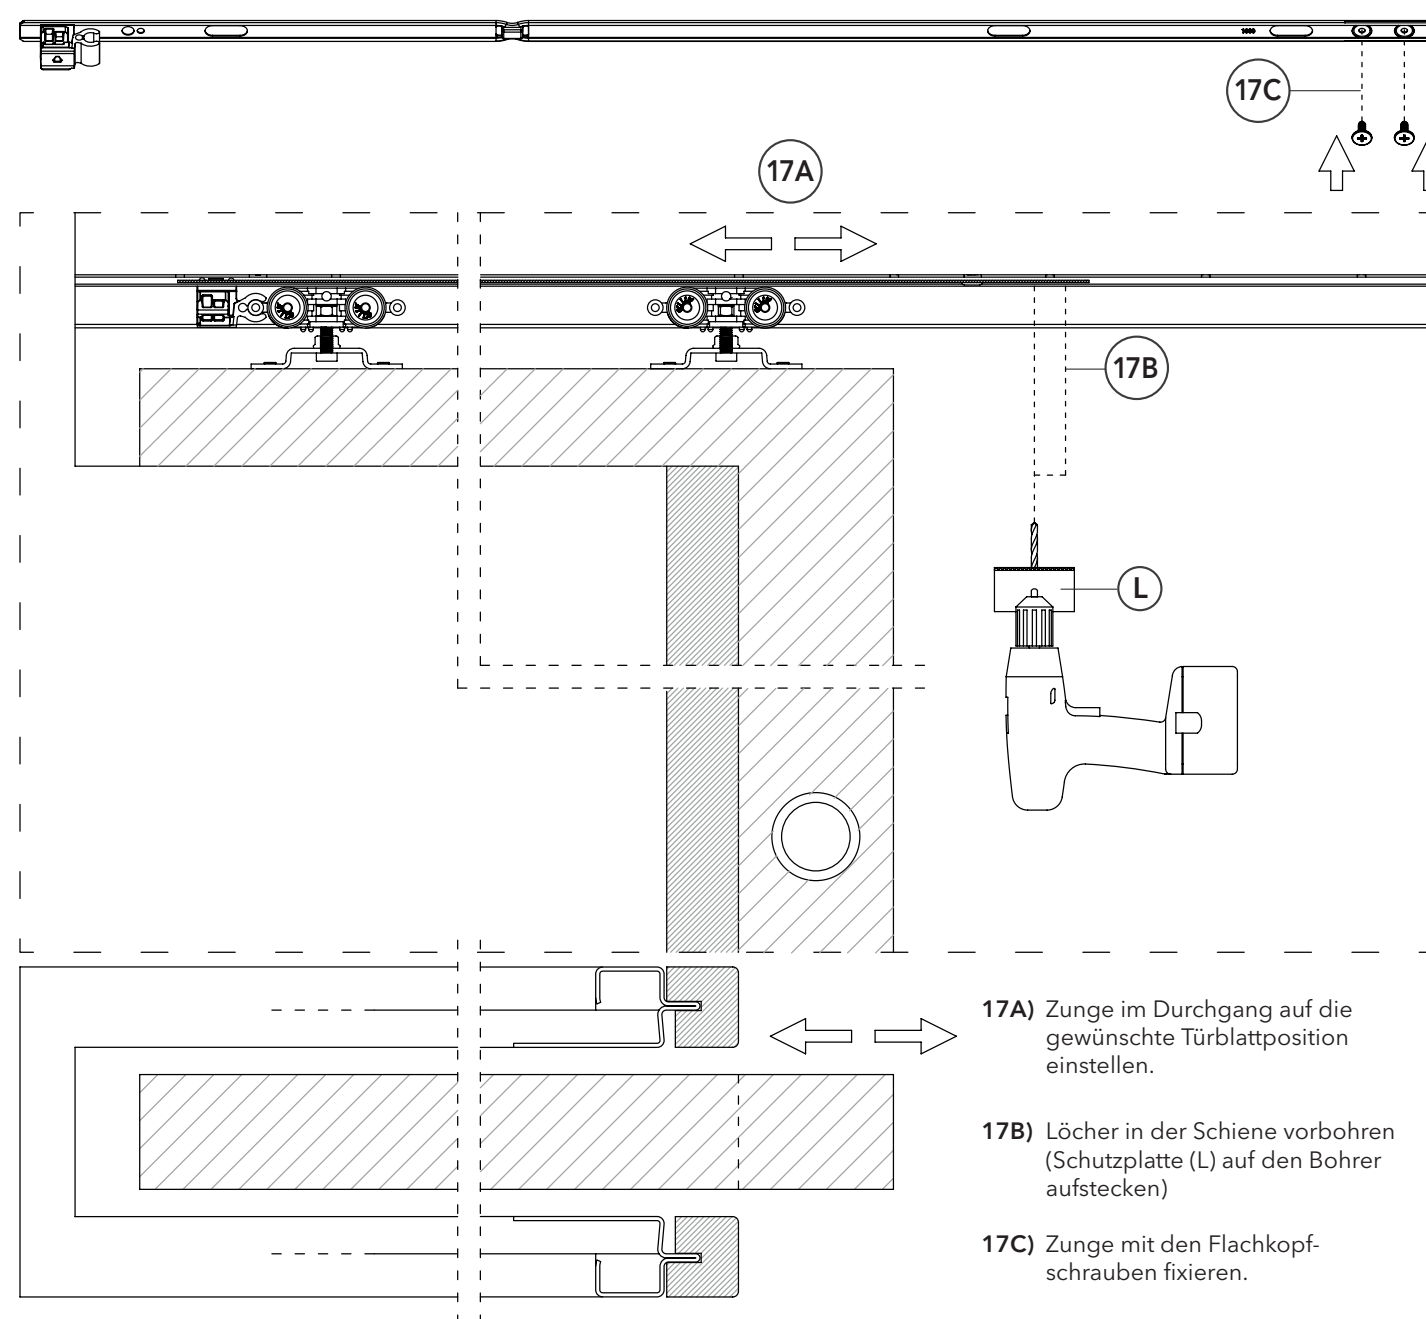 17C
17A
17B
L
17A) Zunge im Durchgang auf die
gewünschte Türblattposition
einstellen.
17B) Löcher in der Schiene vorbohren
(Schutzplatte (L) auf den Bohrer
aufstecken)
17C) Zunge mit den Flachkopf-
schrauben fixieren.